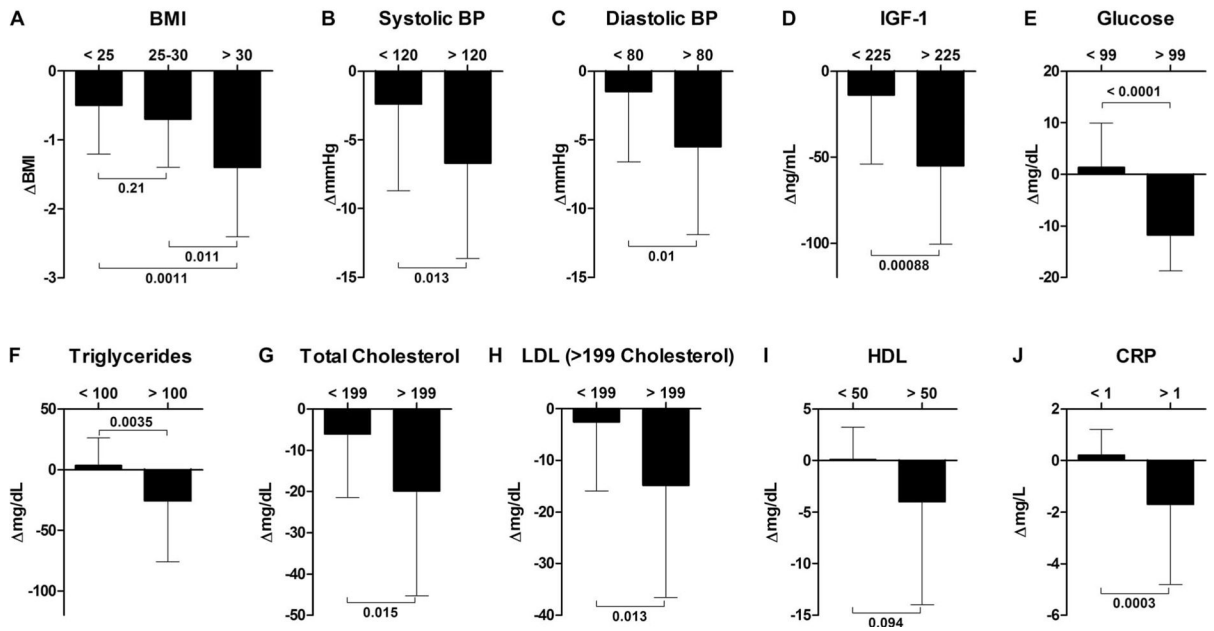 A BMI
< 25 25-30 > 30
0
-1
-2
-3
ΔBMI
0.21
0.011
0.0011
B Systolic BP
< 120 > 120
0
-5
-10
-15
ΔmmHg
0.013
C Diastolic BP
< 80 > 80
0
-5
-10
-15
ΔmmHg
0.01
D IGF-1
< 225 > 225
0
-50
-100
Δng/mL
0.00088
E Glucose
< 99 > 99
20
10
0
-10
-20
Δmg/dL
< 0.0001
F Triglycerides
< 100 > 100
50
0
-50
-100
Δmg/dL
0.0035
G Total Cholesterol
< 199 > 199
0
-10
-20
-30
-40
-50
Δmg/dL
0.015
H LDL (>199 Cholesterol)
< 199 > 199
0
-10
-20
-30
-40
Δmg/dL
0.013
I HDL
< 50 > 50
5
0
-5
-10
-15
Δmg/dL
0.094
J CRP
< 1 > 1
2
0
-2
-4
-6
Δmg/L
0.0003